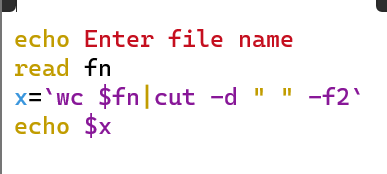 echo Enter file name
read fn
x=`wc $fn|cut -d " " -f2`
echo $x